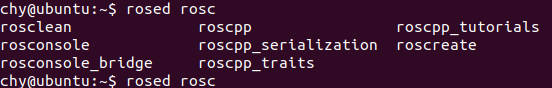 chy@ubuntu:~$ rosed rosc
rosclean roscpp roscpp_tutorials
rosconsole roscpp_serialization roscreate
rosconsole_bridge roscpp_traits
chy@ubuntu:~$ rosed rosc